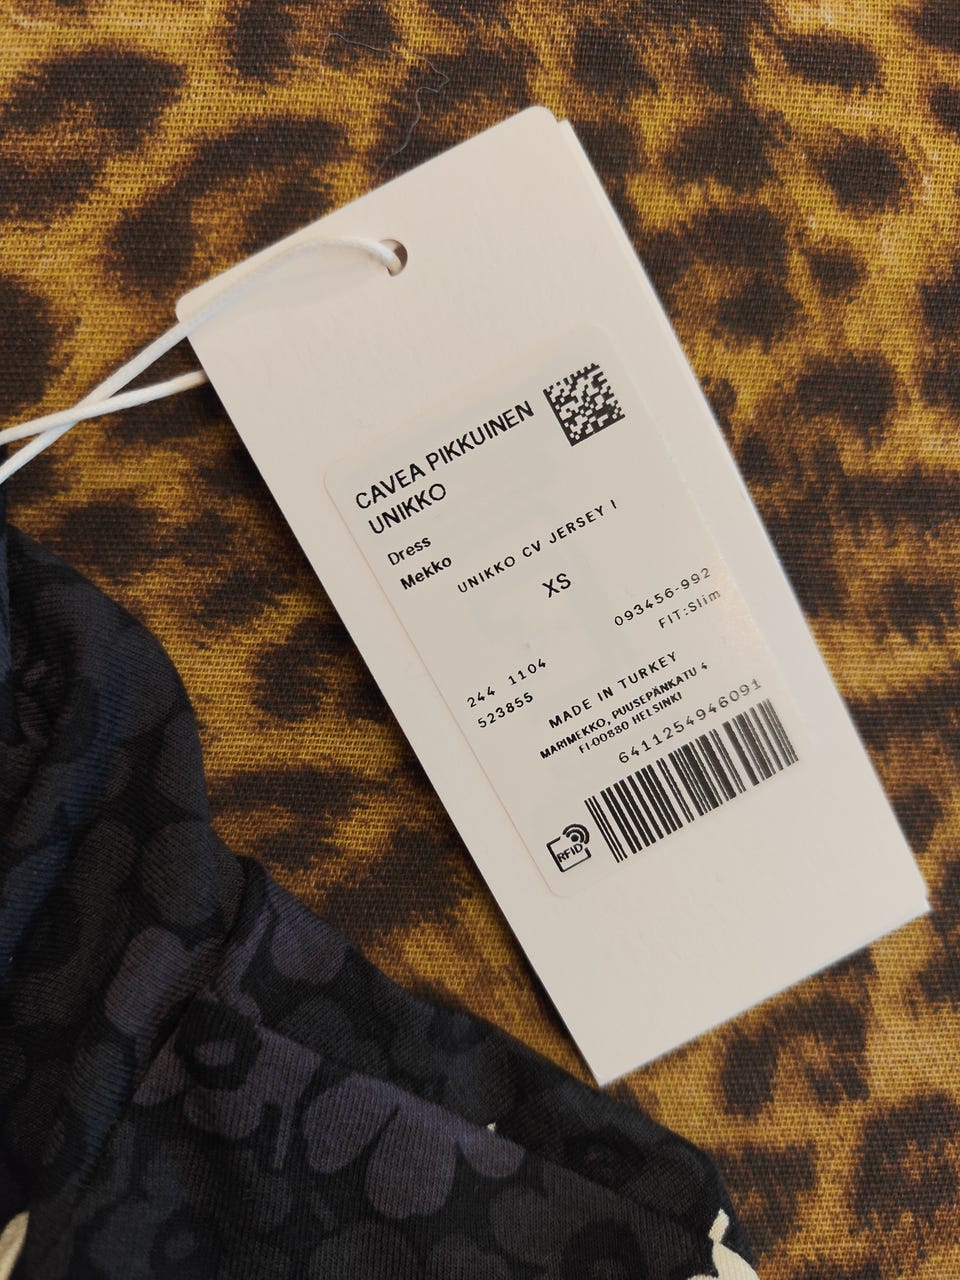 CAVEA PIKKUINEN
UNIKKO
Dress
Mekko
UNIKKO CV JERSEY I
XS
093456-992
FIT:Slim
244 1104
523855
MADE IN TURKEY
MARIMEKKO, PUUSEPÄNKATU 4
FI-00880 HELSINKI
6411254946091
RFID